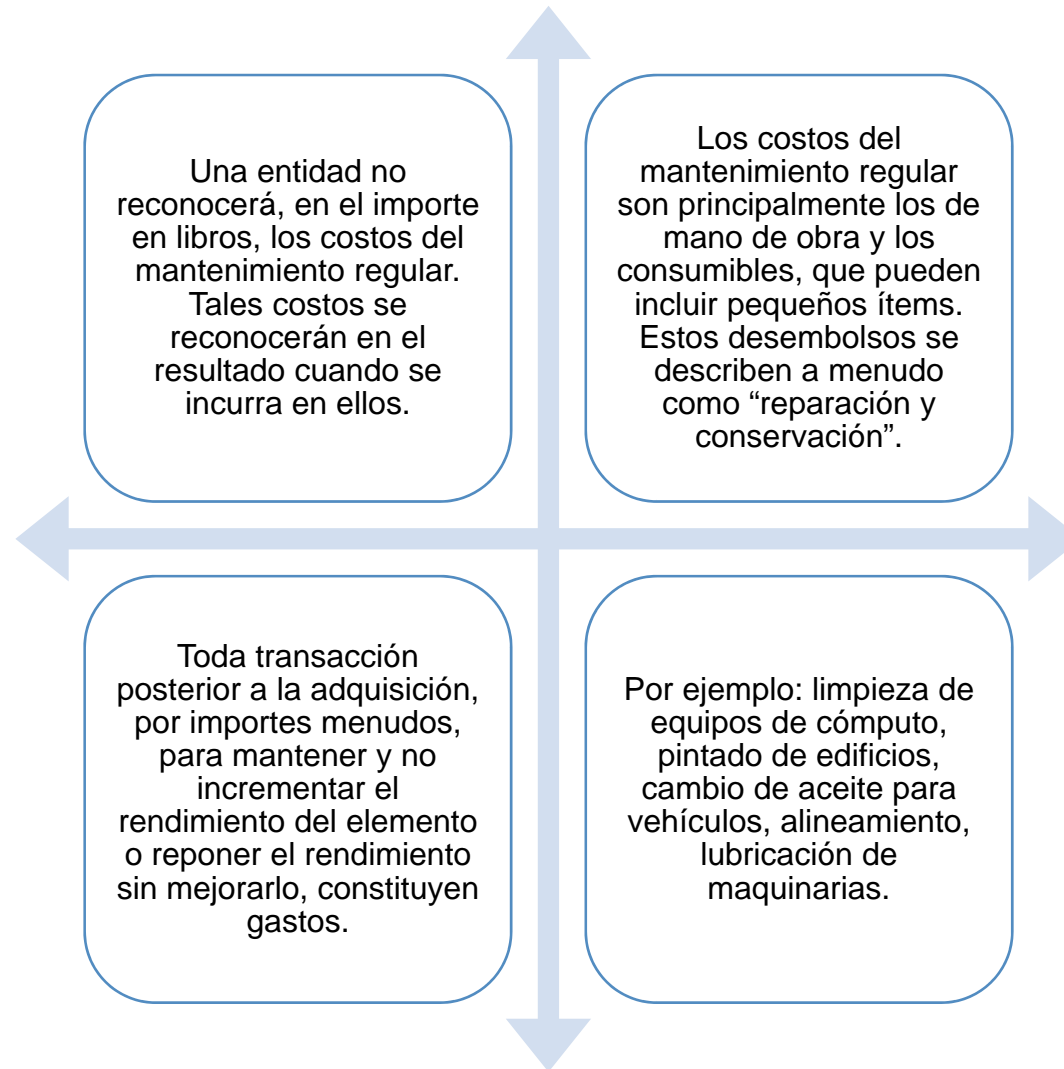 Una entidad no
reconocerá, en el importe
en libros, los costos del
mantenimiento regular.
Tales costos se
reconocerán en el
resultado cuando se
incurra en ellos.
Los costos del
mantenimiento regular
son principalmente los de
mano de obra y los
consumibles, que pueden
incluir pequeños ítems.
Estos desembolsos se
describen a menudo
como “reparación y
conservación”.
Toda transacción
posterior a la adquisición,
por importes menudos,
para mantener y no
incrementar el
rendimiento del elemento
o reponer el rendimiento
sin mejorarlo, constituyen
gastos.
Por ejemplo: limpieza de
equipos de cómputo,
pintado de edificios,
cambio de aceite para
vehículos, alineamiento,
lubricación de
maquinarias.